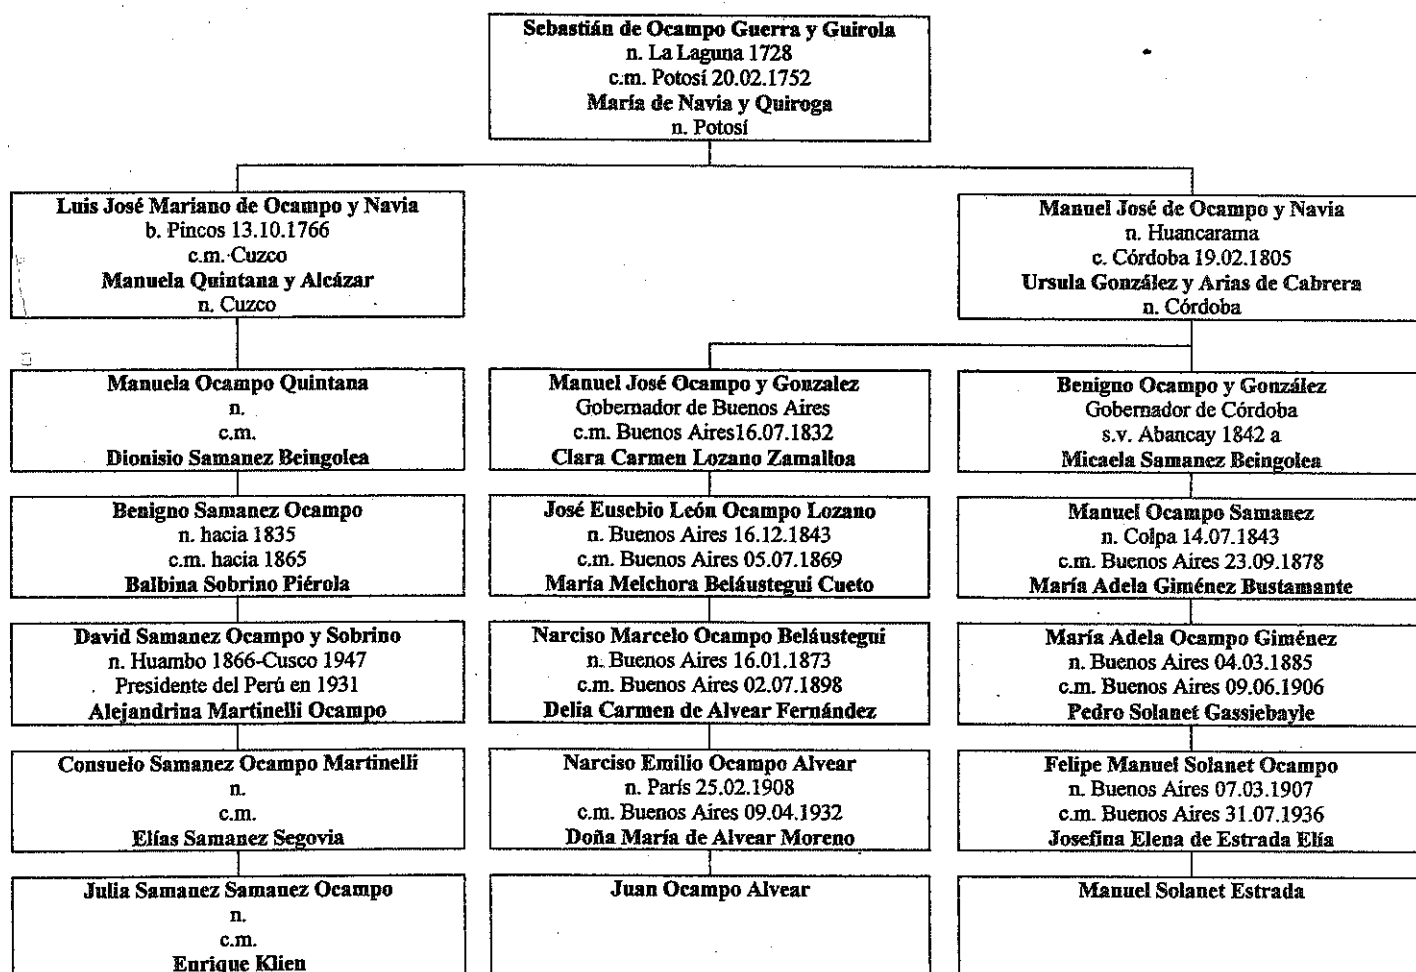 Sebastián de Ocampo Guerra y Guirola
n. La Laguna 1728
c.m. Potosí 20.02.1752
María de Navia y Quiroga
n. Potosí
Luis José Mariano de Ocampo y Navia
b. Pincos 13.10.1766
c.m. Cuzco
Manuela Quintana y Alcázar
n. Cuzco
Manuel José de Ocampo y Navia
n. Huancarama
c. Córdoba 19.02.1805
Ursula González y Arias de Cabrera
n. Córdoba
Manuela Ocampo Quintana
n.
c.m.
Dionisio Samanez Beingolea
Manuel José Ocampo y Gonzalez
Gobernador de Buenos Aires
c.m. Buenos Aires16.07.1832
Clara Carmen Lozano Zamalloa
Benigno Ocampo y González
Gobernador de Córdoba
s.v. Abancay 1842 a
Micaela Samanez Beingolea
Benigno Samanez Ocampo
n. hacia 1835
c.m. hacia 1865
Balbina Sobrino Piérola
José Eusebio León Ocampo Lozano
n. Buenos Aires 16.12.1843
c.m. Buenos Aires 05.07.1869
María Melchora Beláustegui Cueto
Manuel Ocampo Samanez
n. Colpa 14.07.1843
c.m. Buenos Aires 23.09.1878
María Adela Giménez Bustamante
David Samanez Ocampo y Sobrino
n. Huambo 1866-Cusco 1947
Presidente del Perú en 1931
Alejandrina Martinelli Ocampo
Narciso Marcelo Ocampo Beláustegui
n. Buenos Aires 16.01.1873
c.m. Buenos Aires 02.07.1898
Delia Carmen de Alvear Fernández
María Adela Ocampo Giménez
n. Buenos Aires 04.03.1885
c.m. Buenos Aires 09.06.1906
Pedro Solanet Gassiebayle
Consuelo Samanez Ocampo Martinelli
n.
c.m.
Elías Samanez Segovia
Narciso Emilio Ocampo Alvear
n. París 25.02.1908
c.m. Buenos Aires 09.04.1932
Doña María de Alvear Moreno
Felipe Manuel Solanet Ocampo
n. Buenos Aires 07.03.1907
c.m. Buenos Aires 31.07.1936
Josefina Elena de Estrada Elía
Julia Samanez Samanez Ocampo
n.
c.m.
Enrique Klien
Juan Ocampo Alvear
Manuel Solanet Estrada